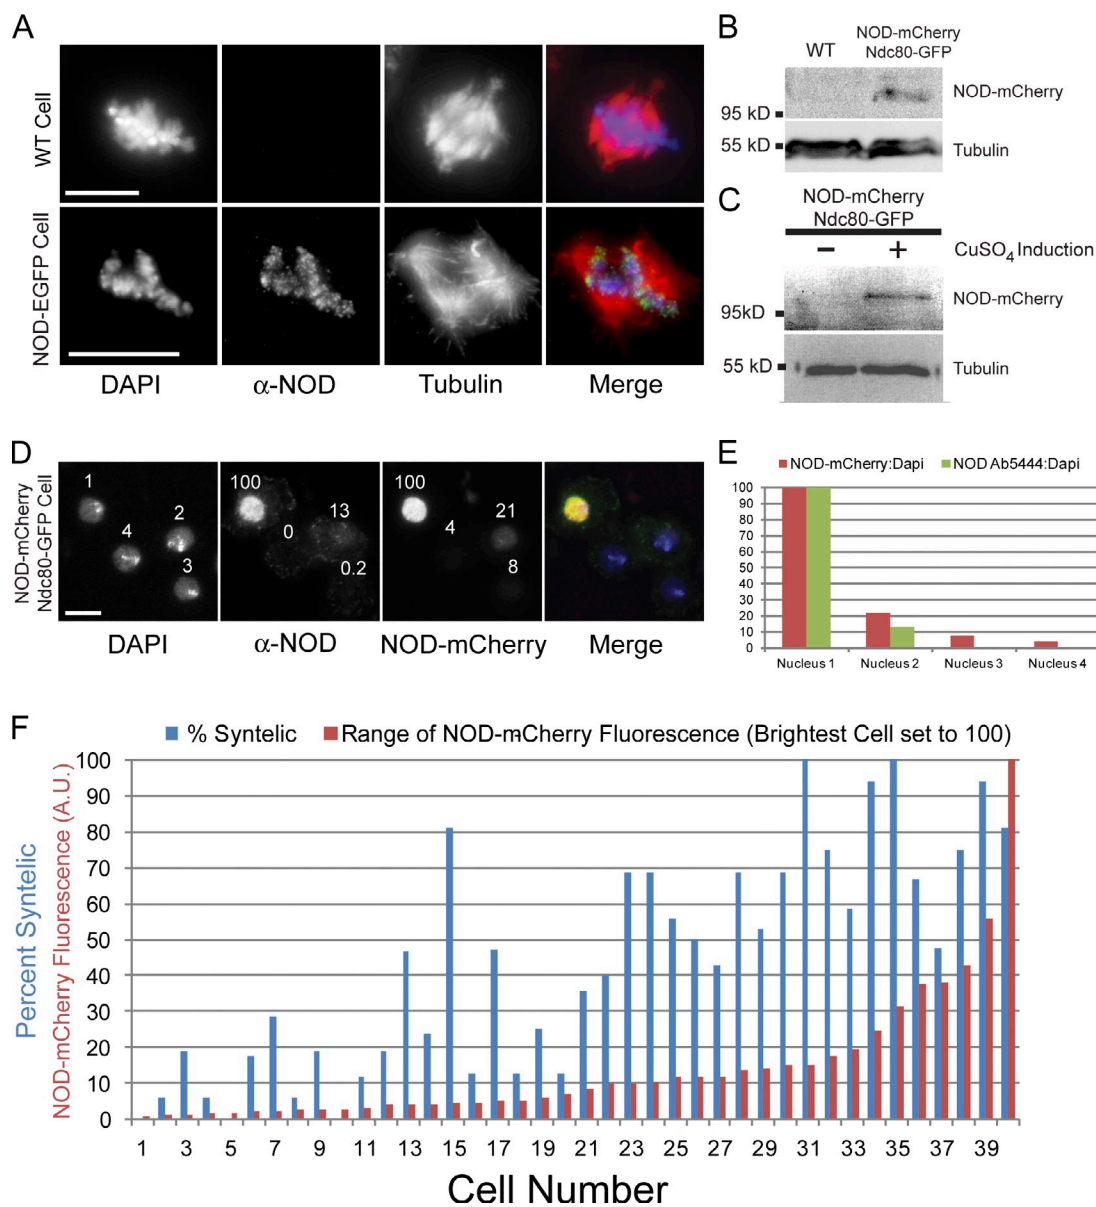 A
WT Cell
NOD-EGFP Cell
DAPI
α-NOD
Tubulin
Merge
B
WT
NOD-mCherry
Ndc80-GFP
NOD-mCherry
95 kD
55 kD
Tubulin
C
NOD-mCherry
Ndc80-GFP
– +
CuSO4 Induction
NOD-mCherry
95kD
55 kD
Tubulin
D
NOD-mCherry
Ndc80-GFP Cell
1
4
2
3
100
0
13
0.2
100
4
21
8
DAPI
α-NOD
NOD-mCherry
Merge
E
NOD-mCherry:Dapi
NOD Ab5444:Dapi
100
90
80
70
60
50
40
30
20
10
0
Nucleus 1
Nucleus 2
Nucleus 3
Nucleus 4
F
% Syntelic
Range of NOD-mCherry Fluorescence (Brightest Cell set to 100)
Percent Syntelic
NOD-mCherry Fluorescence (A.U.)
100
90
80
70
60
50
40
30
20
10
0
1 3 5 7 9 11 13 15 17 19 21 23 25 27 29 31 33 35 37 39
Cell Number